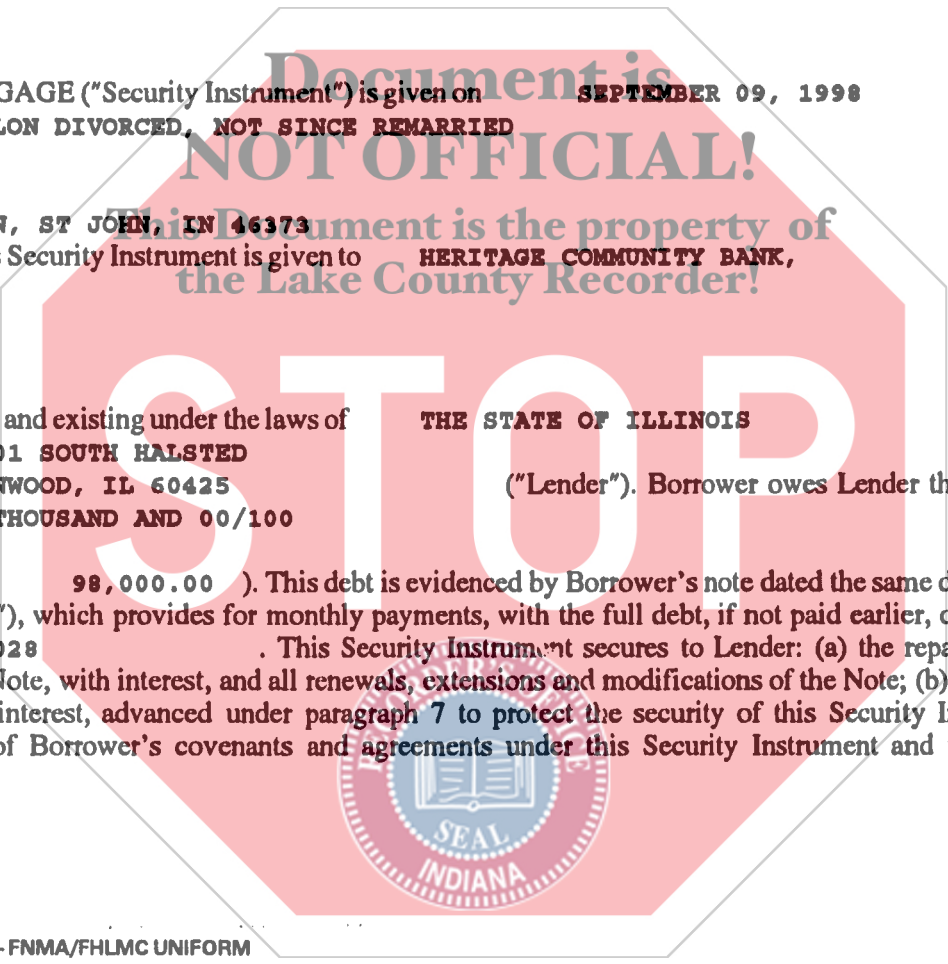 Document is
GAGE ("Security Instrument") is given on SEPTEMBER 09, 1998
LON DIVORCED, NOT SINCE REMARRIED
NOT OFFICIAL!
N, ST JOHN, IN 46373
This Document is the property of
Security Instrument is given to HERITAGE COMMUNITY BANK,
the Lake County Recorder!
STOP
and existing under the laws of THE STATE OF ILLINOIS
01 SOUTH HALSTED
NWOOD, IL 60425 ("Lender"). Borrower owes Lender th
THOUSAND AND 00/100
98,000.00 ). This debt is evidenced by Borrower's note dated the same d
"), which provides for monthly payments, with the full debt, if not paid earlier, d
028 . This Security Instrument secures to Lender: (a) the repa
Note, with interest, and all renewals, extensions and modifications of the Note; (b)
interest, advanced under paragraph 7 to protect the security of this Security I
of Borrower's covenants and agreements under this Security Instrument and
RECORDER'S OFFICE
SEAL
INDIANA
- FNMA/FHLMC UNIFORM